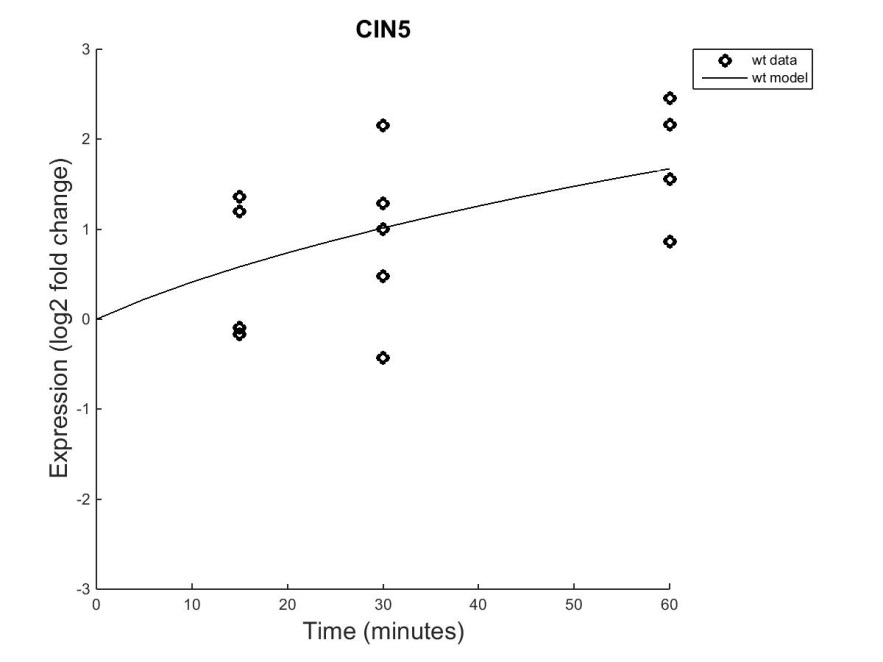 CIN5
3
2
1
0
-1
-2
-3
Expression (log2 fold change)
0 10 20 30 40 50 60
Time (minutes)
wt data
wt model